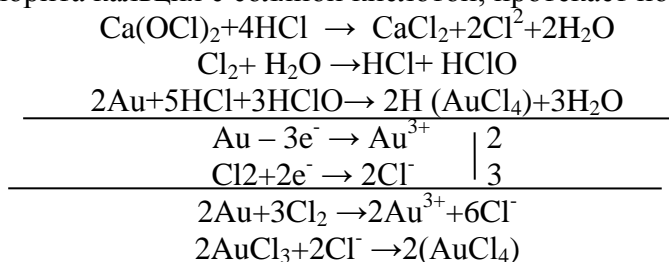 кальция с соляной кислотой, протекает по
Ca(OCl)₂+4HCl → CaCl₂+2Cl²+2H₂O
Cl₂+ H₂O →HCl+ HClO
2Au+5HCl+3HClO→ 2H (AuCl₄)+3H₂O
Au – 3e⁻ → Au³⁺ | 2
Cl2+2e⁻ → 2Cl⁻ | 3
2Au+3Cl₂ →2Au³⁺+6Cl⁻
2AuCl₃+2Cl⁻ →2(AuCl₄)